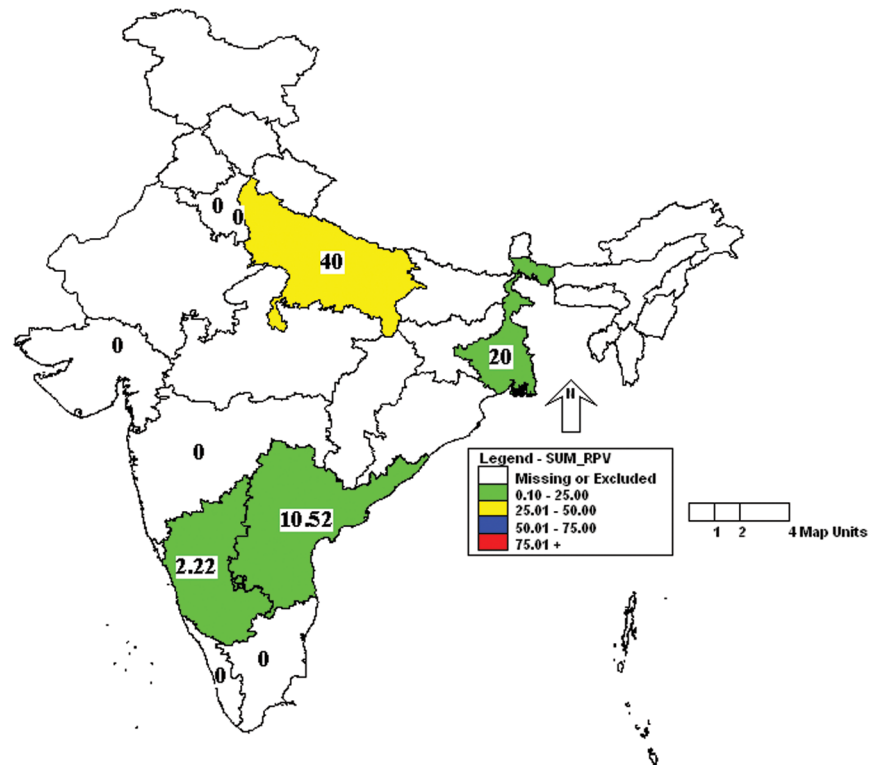 0
0
40
0
20
0
10.52
2.22
0
0
Legend - SUM_RPV
Missing or Excluded
0.10 - 25.00
25.01 - 50.00
50.01 - 75.00
75.01 +
1 2 4 Map Units